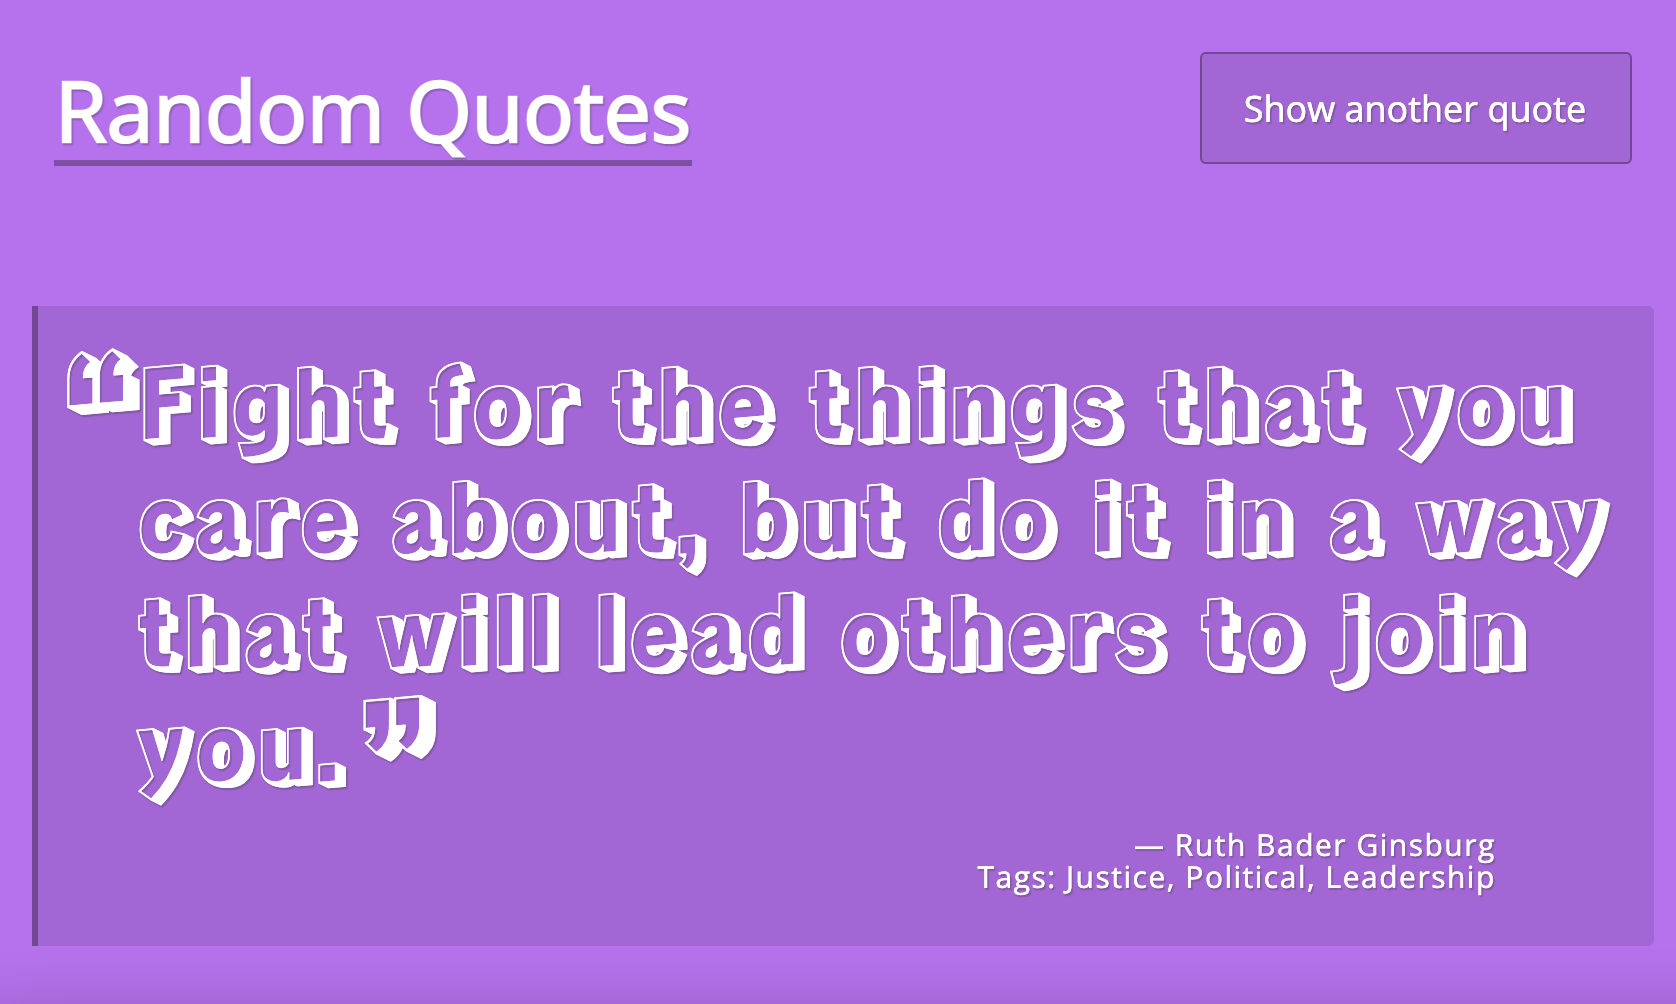 Random Quotes
Show another quote
“Fight for the things that you
care about, but do it in a way
that will lead others to join
you.”
— Ruth Bader Ginsburg
Tags: Justice, Political, Leadership